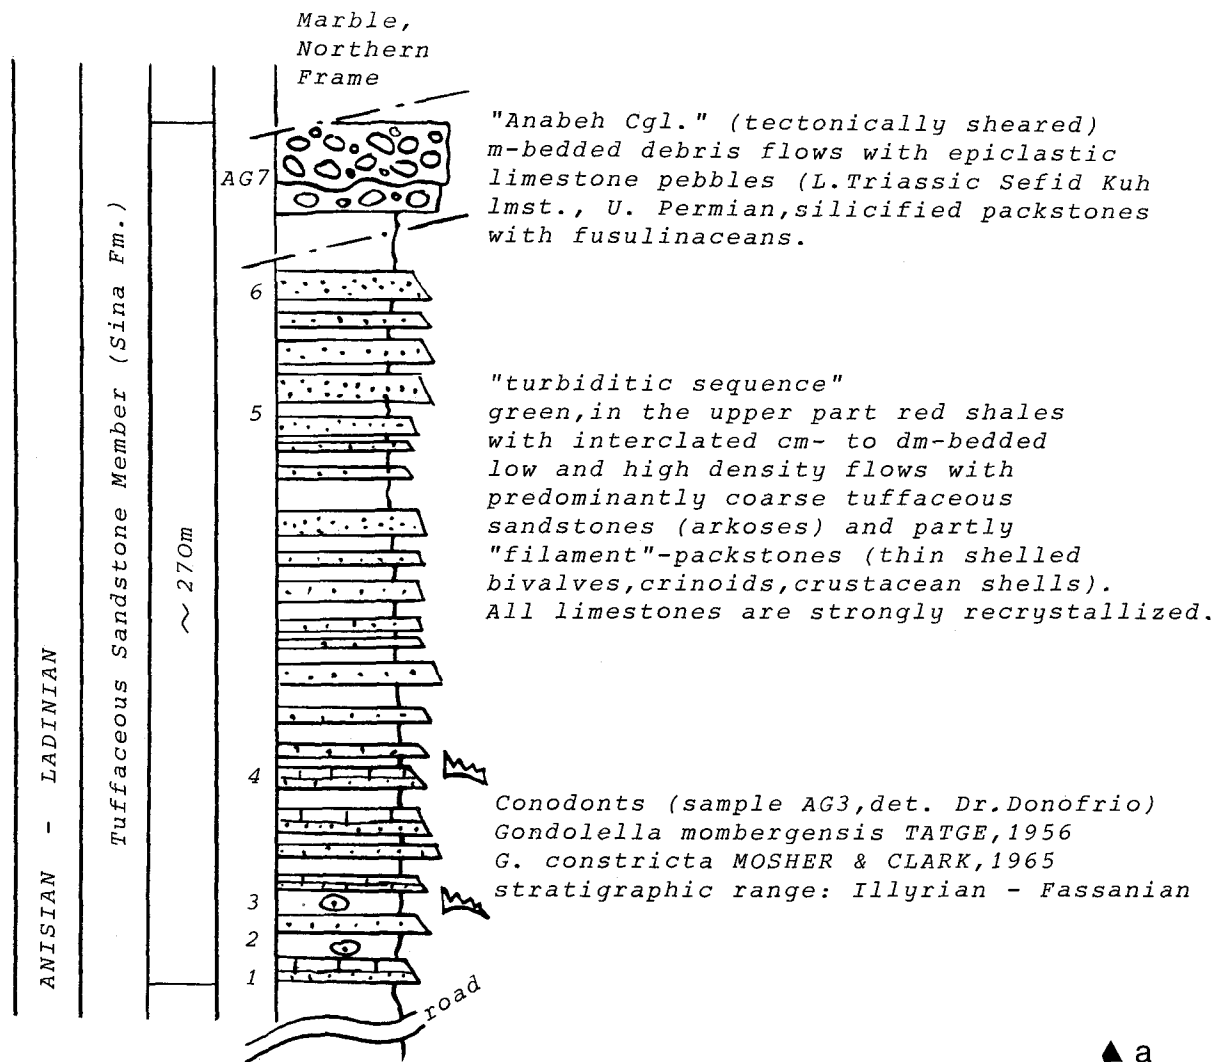 Marble,
Northern
Frame
"Anabeh Cgl." (tectonically sheared)
m-bedded debris flows with epiclastic
limestone pebbles (L.Triassic Sefid Kuh
lmst., U. Permian,silicified packstones
with fusulinaceans.
AG7
6
5
4
3
2
1
"turbiditic sequence"
green,in the upper part red shales
with interclated cm- to dm-bedded
low and high density flows with
predominantly coarse tuffaceous
sandstones (arkoses) and partly
"filament"-packstones (thin shelled
bivalves,crinoids,crustacean shells).
All limestones are strongly recrystallized.
Conodonts (sample AG3,det. Dr.Donofrio)
Gondolella mombergensis TATGE,1956
G. constricta MOSHER & CLARK,1965
stratigraphic range: Illyrian - Fassanian
ANISIAN - LADINIAN
Tuffaceous Sandstone Member (Sina Fm.)
~270m
road
▲ a